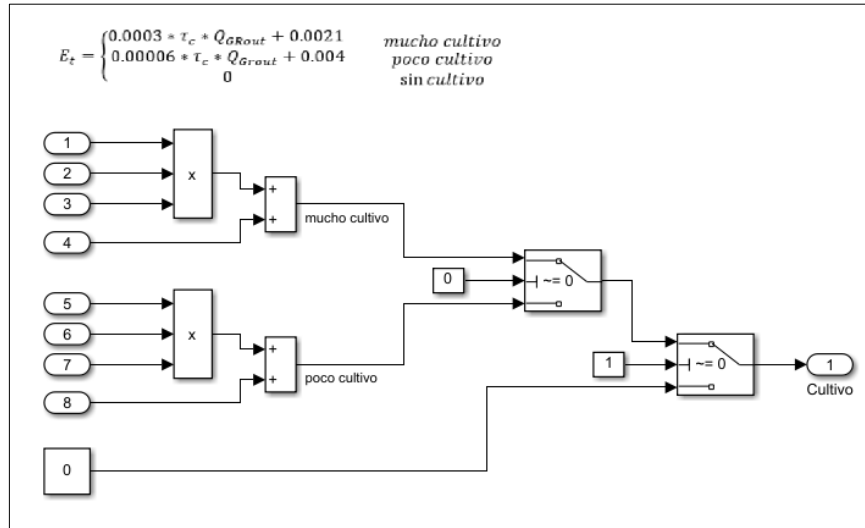 E_t = { 0.0003 * τ_c * Q_GRout + 0.0021 mucho cultivo
0.00006 * τ_c * Q_Grout + 0.004 poco cultivo
0 sin cultivo
1
2
3
4
x
+
+
mucho cultivo
5
6
7
8
x
+
+
poco cultivo
0
0
~= 0
1
~= 0
1
Cultivo